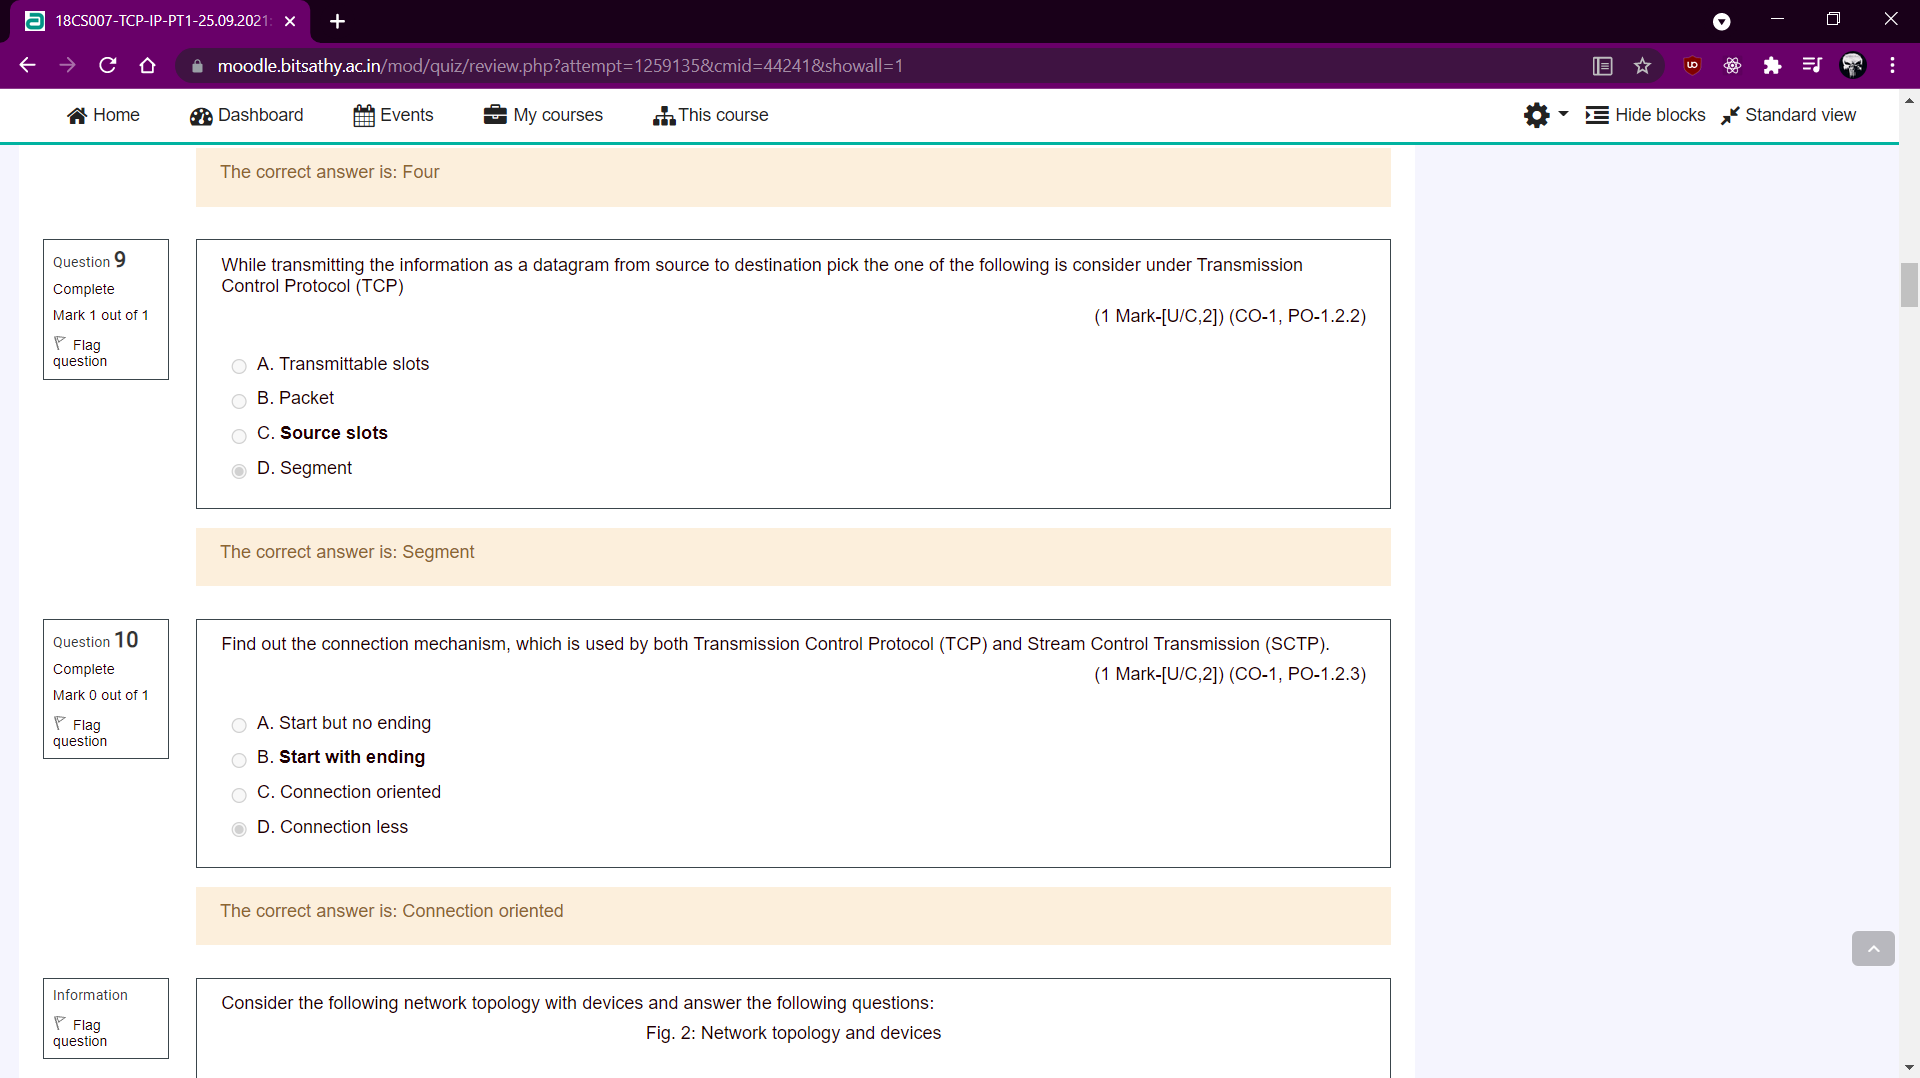 18CS007-TCP-IP-PT1-25.09.2021
moodle.bitsathy.ac.in/mod/quiz/review.php?attempt=1259135&cmid=44241&showall=1
Home Dashboard Events My courses This course Hide blocks Standard view
The correct answer is: Four
Question 9
Complete
Mark 1 out of 1
Flag
question
While transmitting the information as a datagram from source to destination pick the one of the following is consider under Transmission
Control Protocol (TCP)
(1 Mark-[U/C,2]) (CO-1, PO-1.2.2)
A. Transmittable slots
B. Packet
C. Source slots
D. Segment
The correct answer is: Segment
Question 10
Complete
Mark 0 out of 1
Flag
question
Find out the connection mechanism, which is used by both Transmission Control Protocol (TCP) and Stream Control Transmission (SCTP).
(1 Mark-[U/C,2]) (CO-1, PO-1.2.3)
A. Start but no ending
B. Start with ending
C. Connection oriented
D. Connection less
The correct answer is: Connection oriented
Information
Flag
question
Consider the following network topology with devices and answer the following questions:
Fig. 2: Network topology and devices